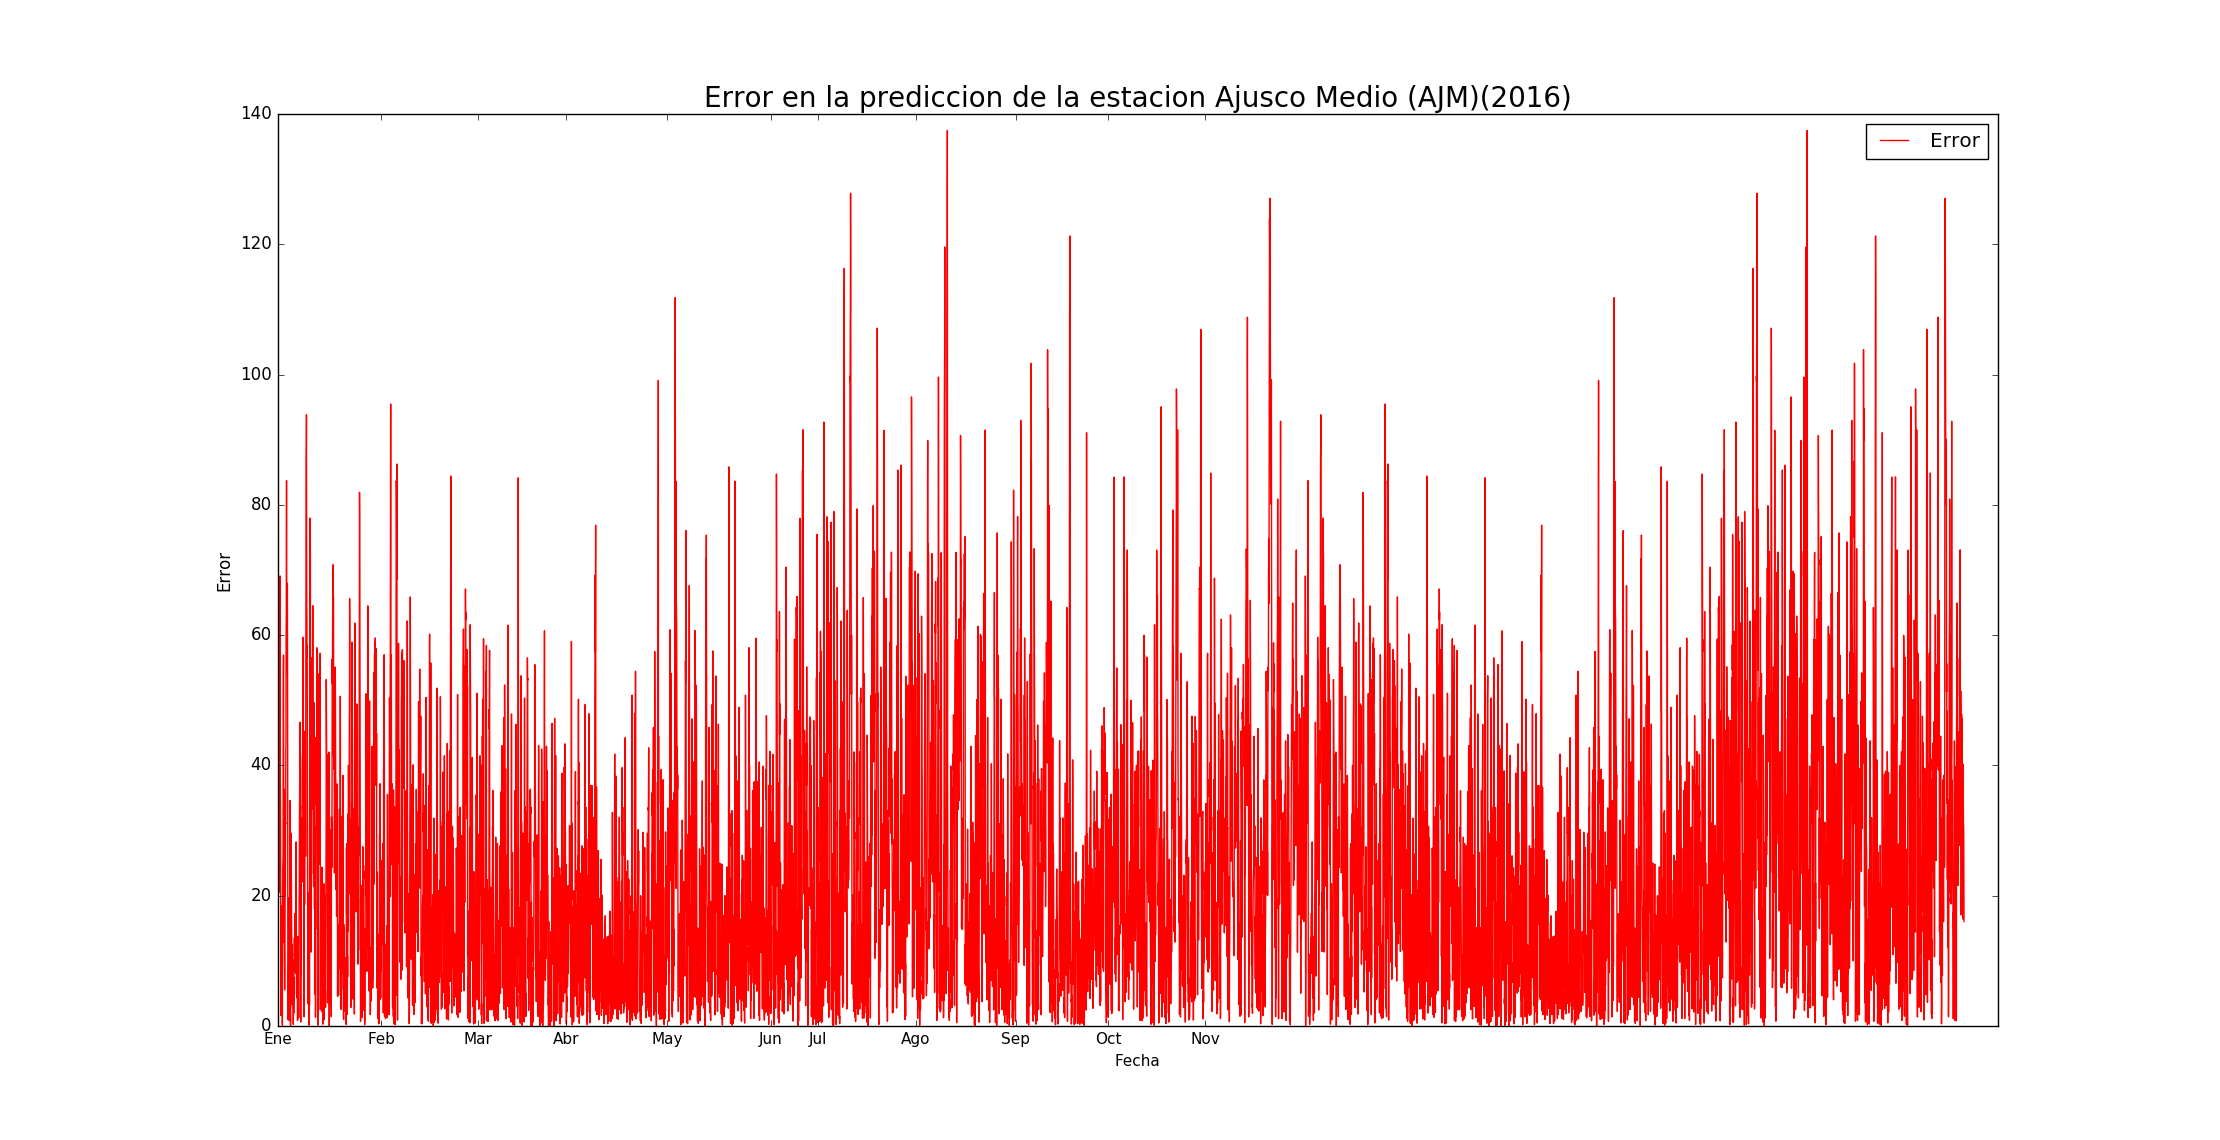 Error en la prediccion de la estacion Ajusco Medio (AJM)(2016)
Error
140
120
100
80
60
40
20
0
Error
Ene Feb Mar Abr May Jun Jul Ago Sep Oct Nov
Fecha